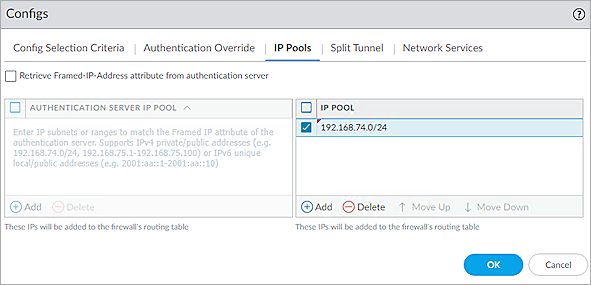 Configs
Config Selection Criteria
Authentication Override
IP Pools
Split Tunnel
Network Services
Retrieve Framed-IP-Address attribute from authentication server
AUTHENTICATION SERVER IP POOL
Enter IP subnets or ranges to match the Framed IP attribute of the
authentication server. Supports IPv4 private/public addresses (e.g.
192.168.74.0/24, 192.168.75.1-192.168.75.100) or IPv6 unique
local/public addresses (e.g. 2001:aa::1-2001:aa::10)
Add
Delete
These IPs will be added to the firewall's routing table
IP POOL
192.168.74.0/24
Add
Delete
Move Up
Move Down
These IPs will be added to the firewall's routing table
OK
Cancel